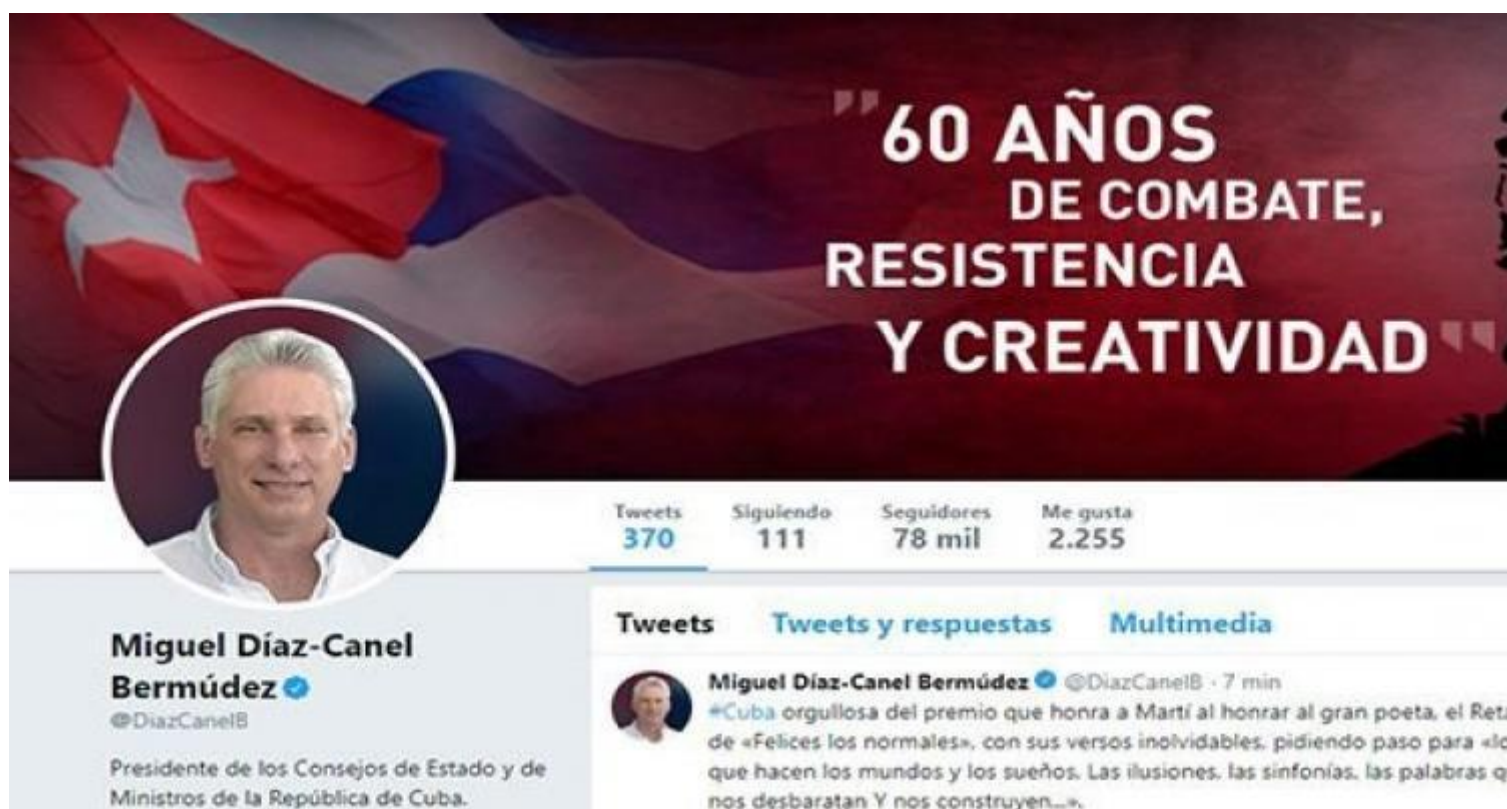 "60 AÑOS
DE COMBATE,
RESISTENCIA
Y CREATIVIDAD"
Tweets
370
Siguiendo
111
Seguidores
78 mil
Me gusta
2.255
Miguel Díaz-Canel
Bermúdez
@DiazCanelB
Presidente de los Consejos de Estado y de
Ministros de la República de Cuba.
Tweets Tweets y respuestas Multimedia
Miguel Díaz-Canel Bermúdez @DiazCanelB · 7 min
#Cuba orgullosa del premio que honra a Martí al honrar al gran poeta, el
de «Felices los normales», con sus versos inolvidables, pidiendo paso para
que hacen los mundos y los sueños. Las ilusiones, las sinfonías, las palabras
nos desbaratan Y nos construyen...».